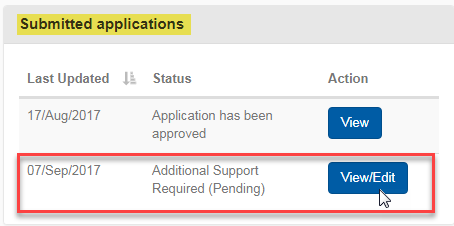 Submitted applications
Last Updated Status Action
17/Aug/2017 Application has been approved View
07/Sep/2017 Additional Support Required (Pending) View/Edit